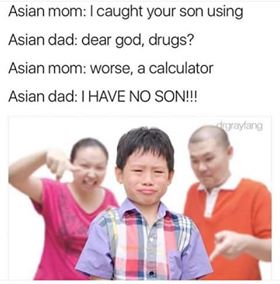 Asian mom: I caught your son using
Asian dad: dear god, drugs?
Asian mom: worse, a calculator
Asian dad: I HAVE NO SON!!!
drgrayfang